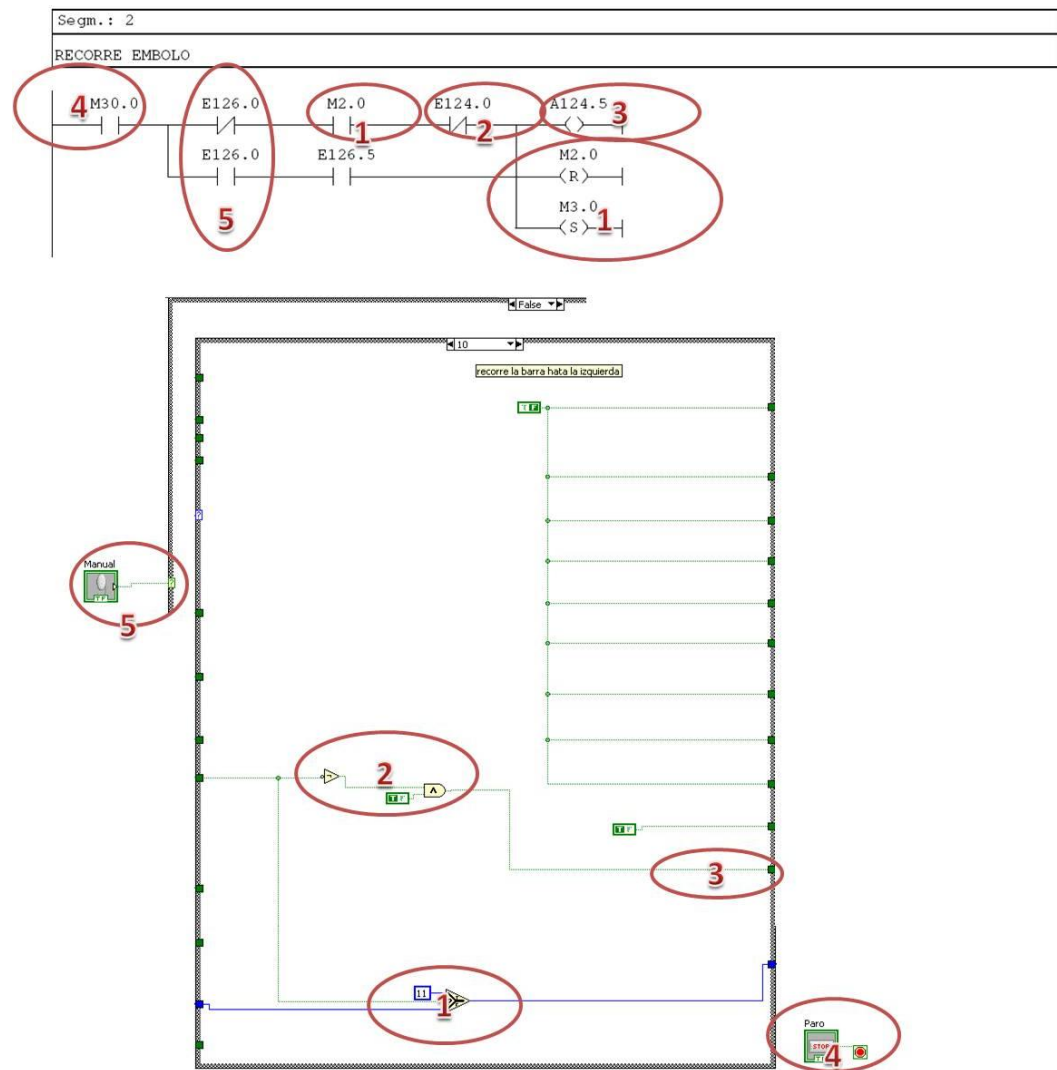 Segm.: 2
RECORRE EMBOLO
4 M30.0 E126.0 M2.0 E124.0 A124.5
1 2 3
E126.0 E126.5 M2.0
(R)
5 M3.0
(S) 1
False
10
recorre la barra hata la izquierda
T F
Manual
T F
5
2
T F
T F
3
11
1
Paro
STOP
4